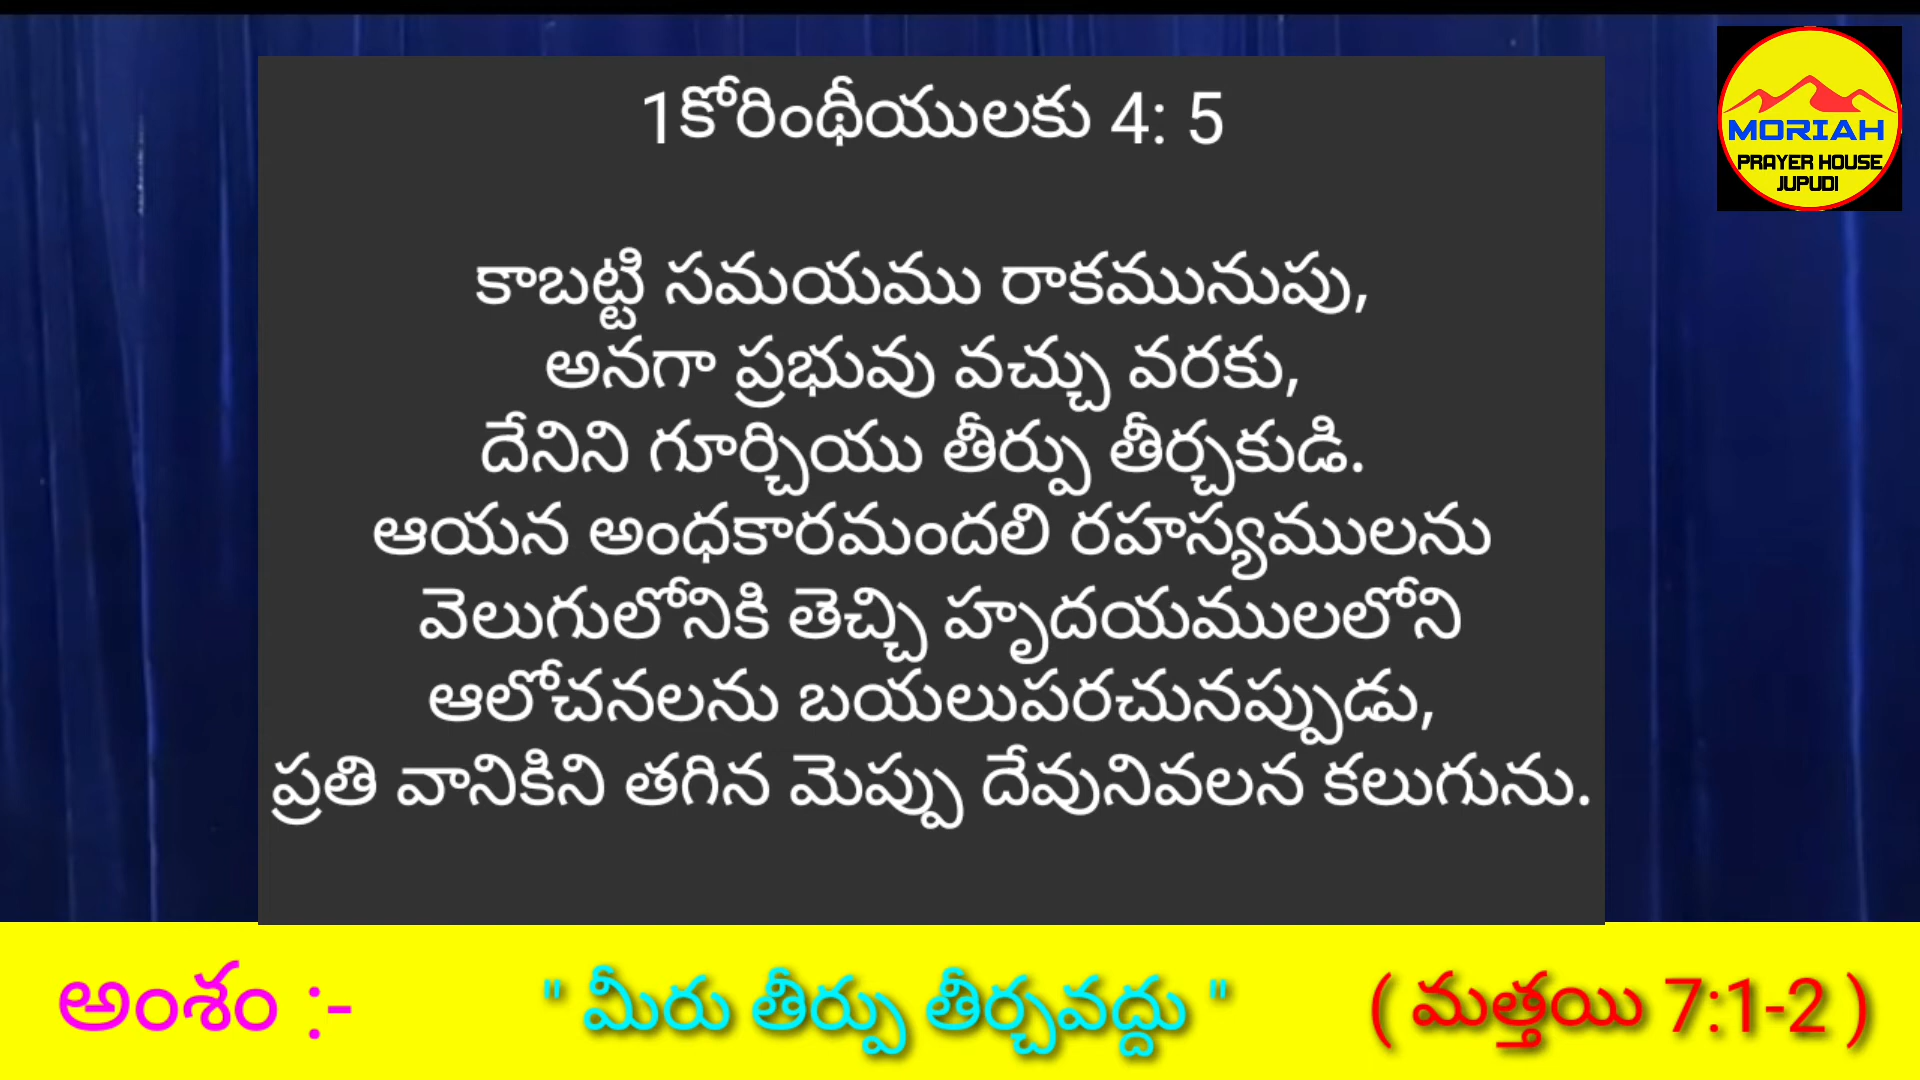 1కోరింథీయులకు 4: 5
కాబట్టి సమయము రాకమునుపు,
అనగా ప్రభువు వచ్చు వరకు,
దేనిని గూర్చియు తీర్పు తీర్చకుడి.
ఆయన అంధకారమందలి రహస్యములను
వెలుగులోనికి తెచ్చి హృదయములలోని
ఆలోచనలను బయలుపరచునప్పుడు,
ప్రతి వానికిని తగిన మెప్పు దేవునివలన కలుగును.
MORIAH
PRAYER HOUSE
JUPUDI
అంశం :- " మీరు తీర్పు తీర్చవద్దు " ( మత్తయి 7:1-2 )